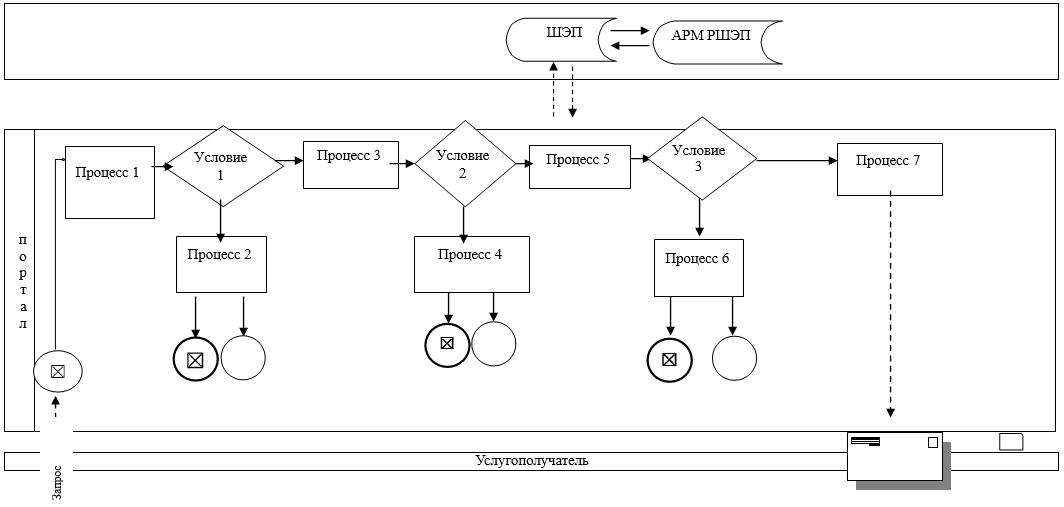 ШЭП
АРМ РШЭП
портал
Процесс 1
Условие
1
Процесс 3
Условие
2
Процесс 5
Условие
3
Процесс 7
Процесс 2
Процесс 4
Процесс 6
Запрос
Услугополучатель